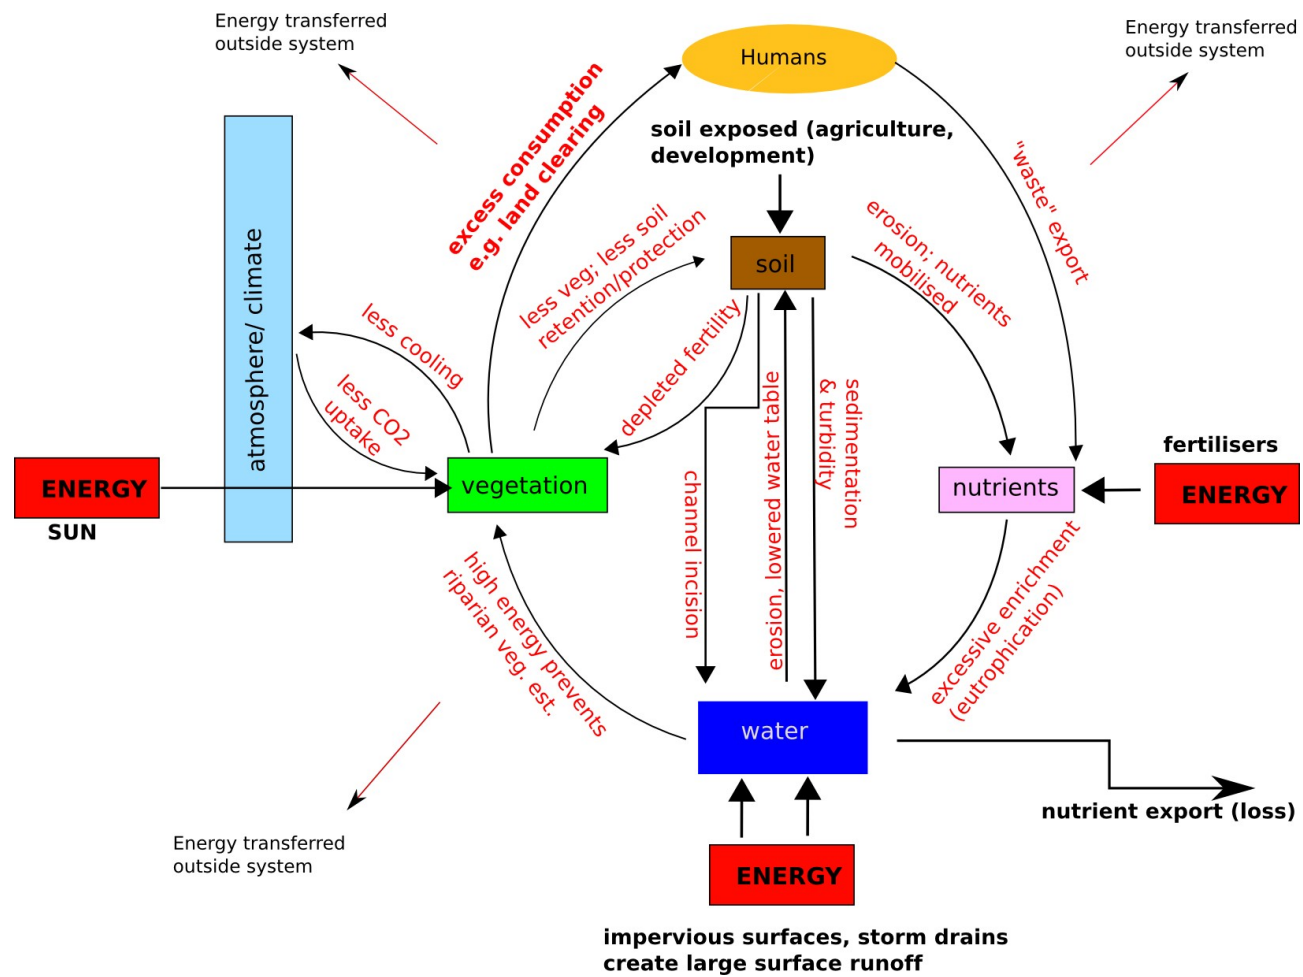 Energy transferred
outside system
Energy transferred
outside system
Humans
excess consumption
e.g. land clearing
soil exposed (agriculture,
development)
"waste" export
less veg; less soil
retention/protection
soil
erosion; nutrients
mobilised
atmosphere/ climate
less cooling
less CO2
uptake
depleted fertility
erosion, lowered water table
sedimentation
& turbidity
channel incision
ENERGY
SUN
vegetation
nutrients
fertilisers
ENERGY
high energy prevents
riparian veg. est.
excessive enrichment
(eutrophication)
water
nutrient export (loss)
Energy transferred
outside system
ENERGY
impervious surfaces, storm drains
create large surface runoff